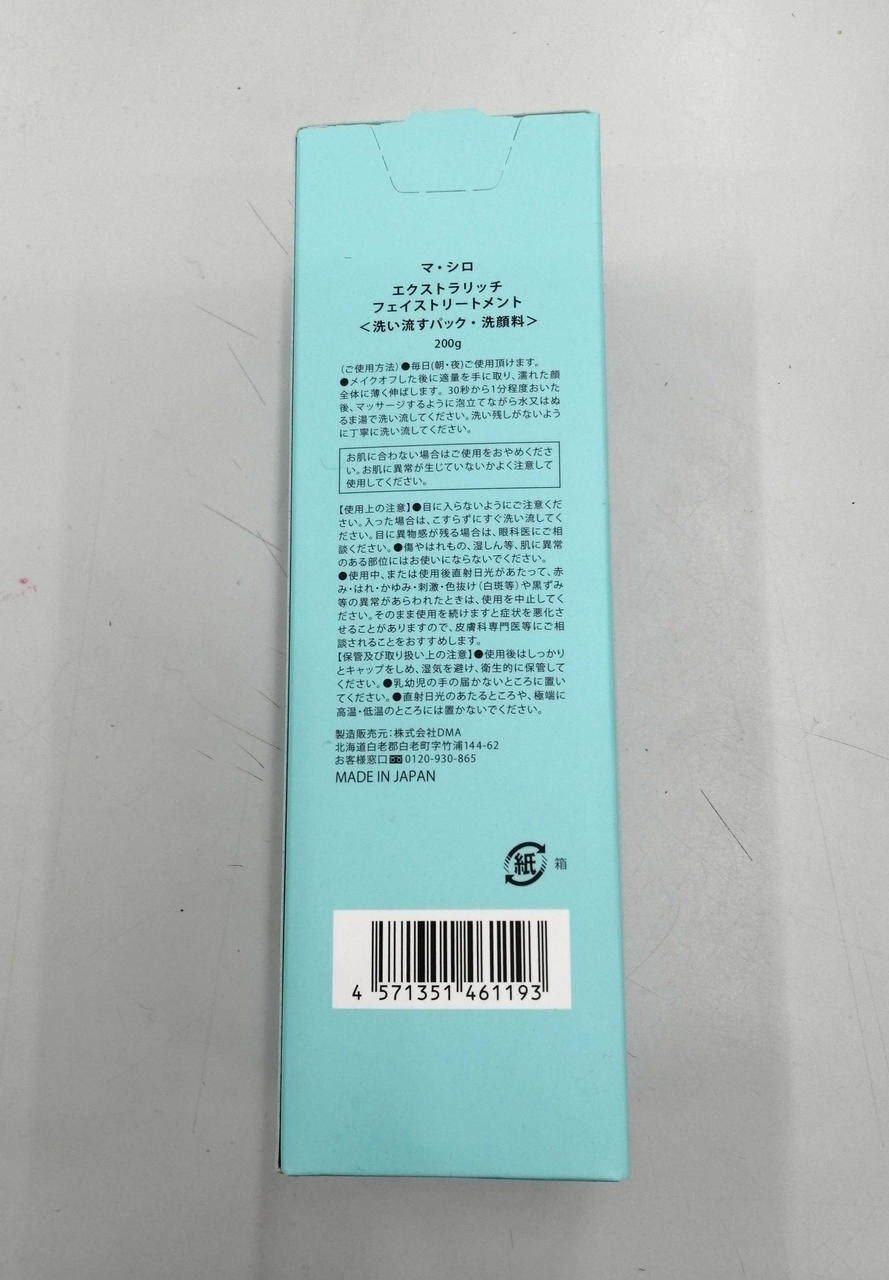 マ・シロ
エクストラリッチ
フェイストリートメント
＜洗い流すパック・洗顔料＞
200g
(ご使用方法)●毎日(朝・夜)ご使用頂けます。
●メイクオフした後に適量を手に取り、濡れた顔
全体に薄く伸ばします。30秒から1分程度おいた
後、マッサージするように泡立てながら水又はぬ
るま湯で洗い流してください。洗い残しがないよう
に丁寧に洗い流してください。
お肌に合わない場合はご使用をおやめくださ
い。お肌に異常が生じていないかよく注意して
使用してください。
【使用上の注意】●目に入らないようにご注意くだ
さい。入った場合は、こすらずにすぐ洗い流してく
ださい。目に異物感が残る場合は、眼科医にご相
談ください。●傷やはれもの、湿しん等、肌に異常
のある部位にはお使いにならないでください。
●使用中、または使用後直射日光があたって、赤
み・はれ・かゆみ・刺激・色抜け(白斑等)や黒ずみ
等の異常があらわれたときは、使用を中止してく
ださい。そのまま使用を続けますと症状を悪化さ
せることがありますので、皮膚科専門医等にご相
談されることをおすすめします。
【保管及び取り扱い上の注意】●使用後はしっかり
とキャップをしめ、湿気を避け、衛生的に保管して
ください。●乳幼児の手の届かないところに置い
てください。●直射日光のあたるところや、極端に
高温・低温のところには置かないでください。
製造販売元：株式会社DMA
北海道白老郡白老町字竹浦144-62
お客様窓口 0120-930-865
MADE IN JAPAN
紙 箱
4 571351 461193